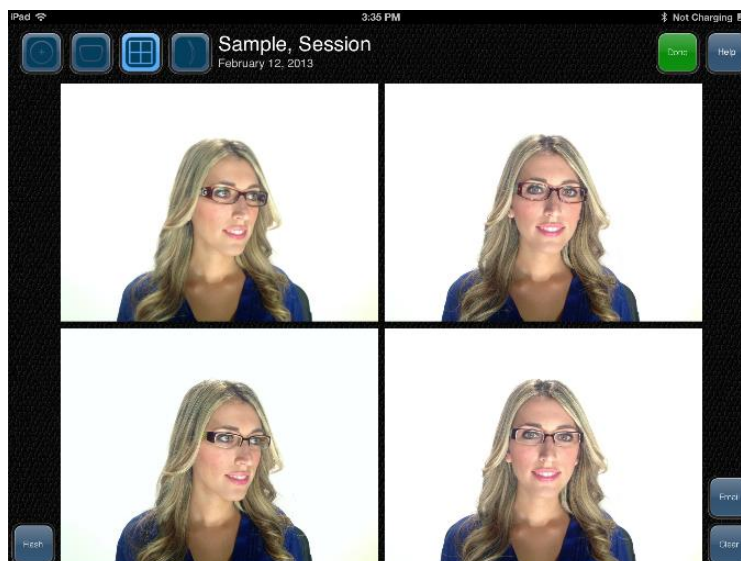 iPad
3:35 PM
Not Charging
Sample, Session
February 12, 2013
Done
Help
Email
Flash
Clear